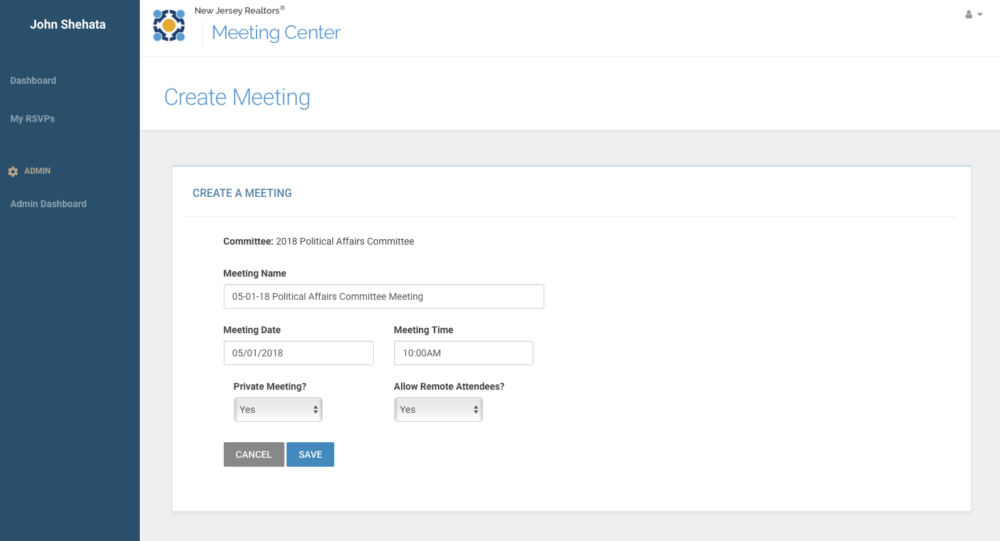 John Shehata
Dashboard
My RSVPs
ADMIN
Admin Dashboard
New Jersey Realtors®
Meeting Center
Create Meeting
CREATE A MEETING
Committee: 2018 Political Affairs Committee
Meeting Name
05-01-18 Political Affairs Committee Meeting
Meeting Date Meeting Time
05/01/2018 10:00AM
Private Meeting? Allow Remote Attendees?
Yes Yes
CANCEL SAVE